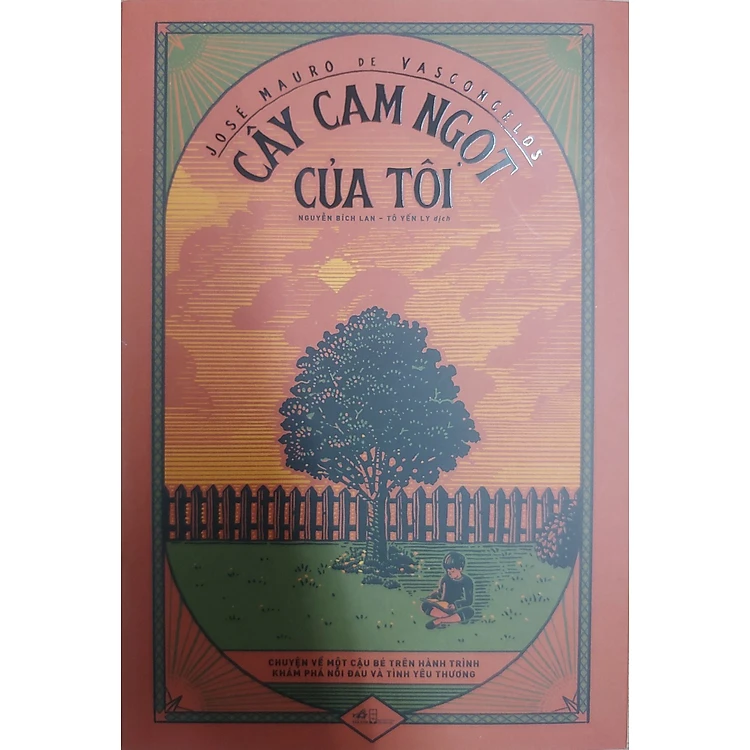 JOSÉ MAURO DE VASCONCELOS
CÂY CAM NGỌT
CỦA TÔI
NGUYỄN BÍCH LAN - TÔ YẾN LY dịch
CHUYỆN VỀ MỘT CẬU BÉ TRÊN HÀNH TRÌNH
KHÁM PHÁ NỖI ĐAU VÀ TÌNH YÊU THƯƠNG